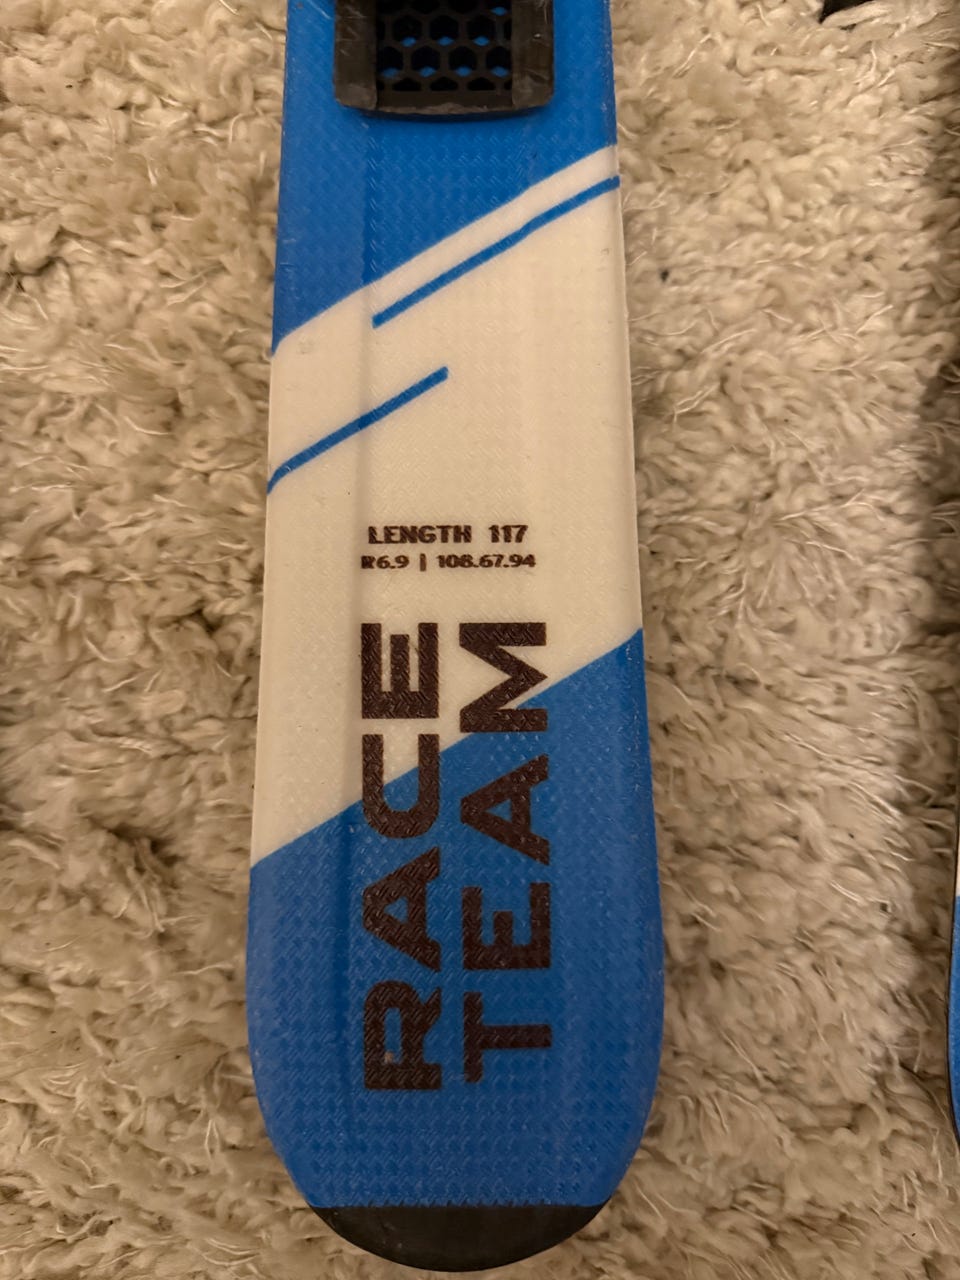 LENGTH 117
R6.9 | 108.67.94
RACE
TEAM